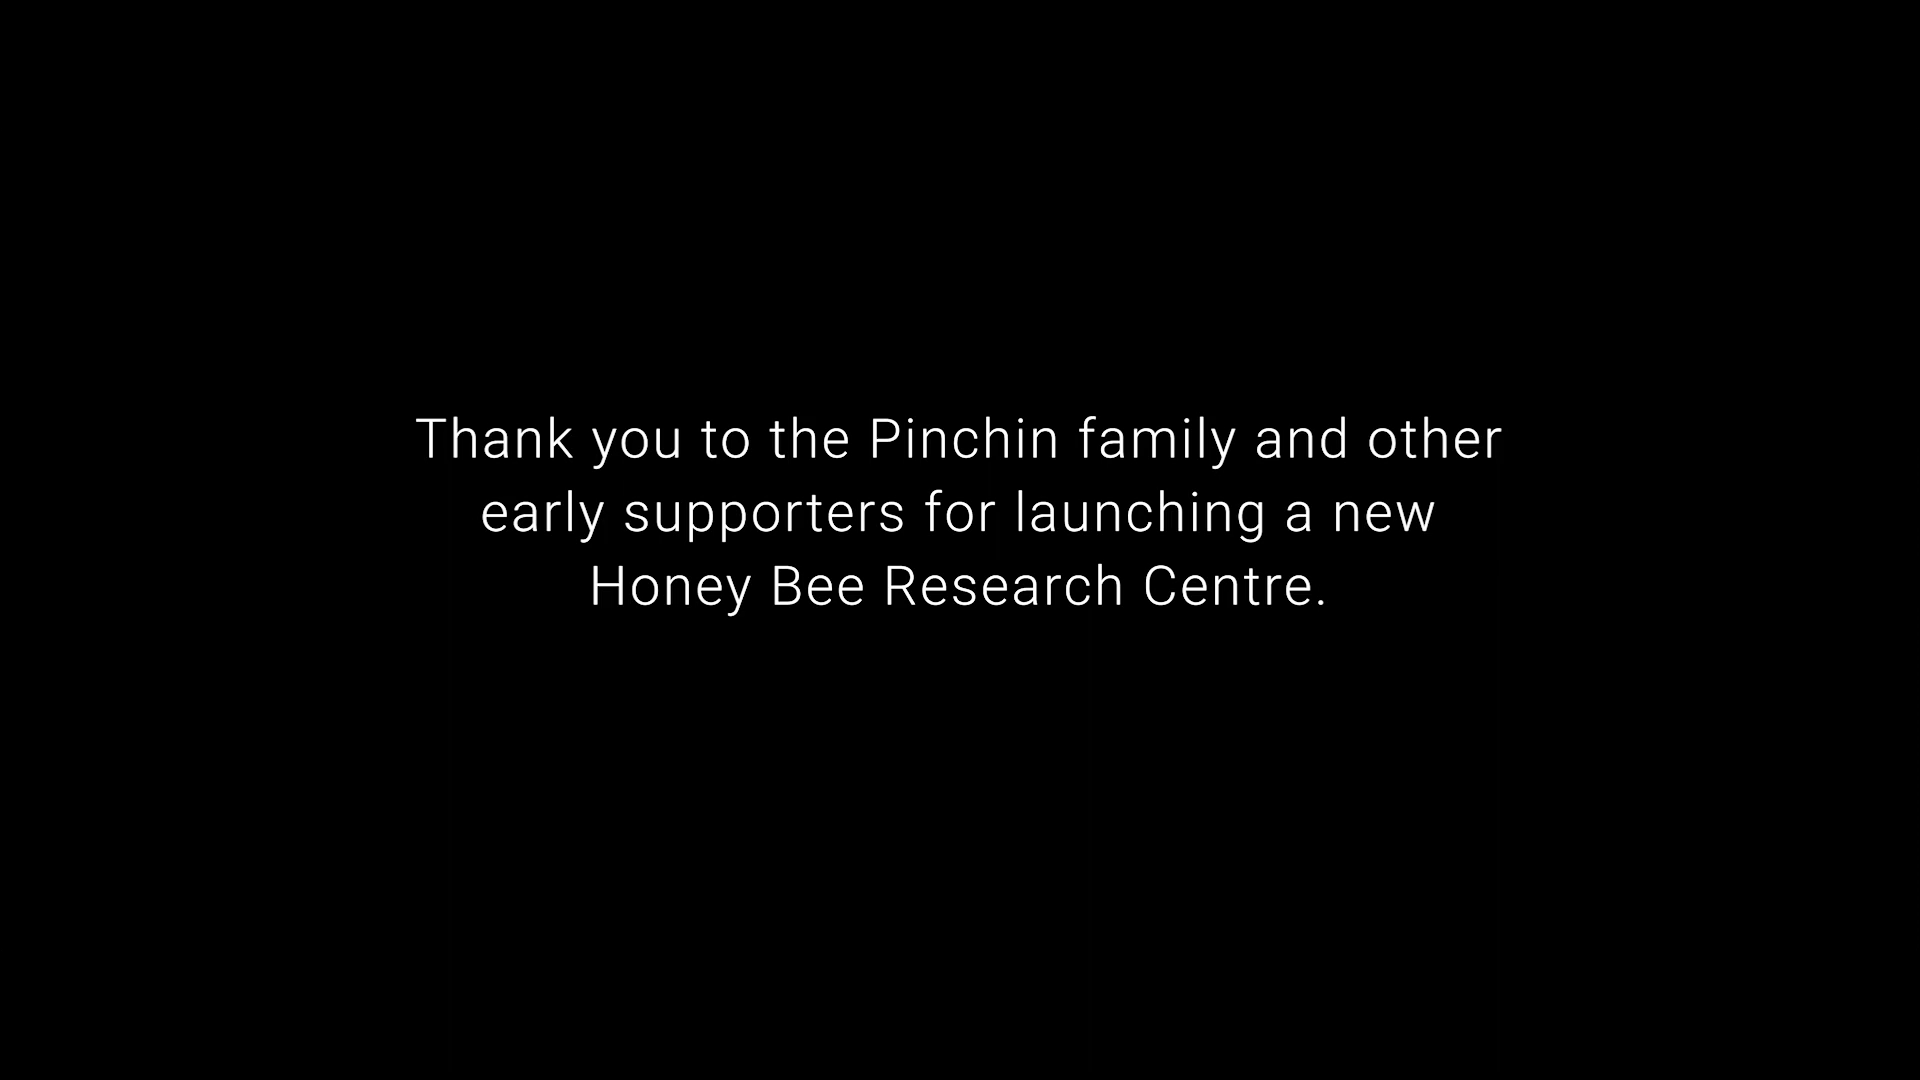 Thank you to the Pinchin family and other
early supporters for launching a new
Honey Bee Research Centre.